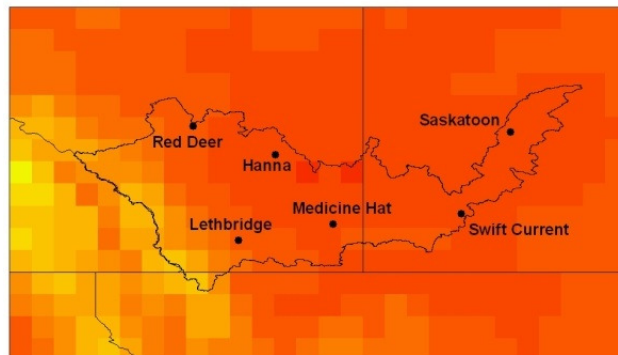 Saskatoon
Red Deer
Hanna
Medicine Hat
Lethbridge
Swift Current